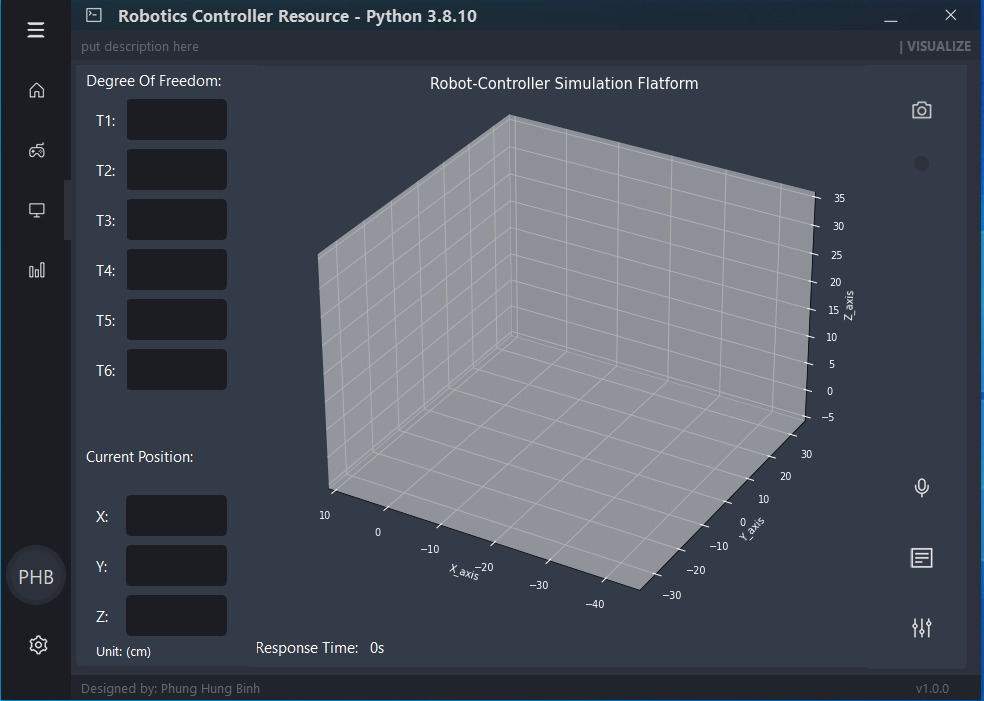 Robotics Controller Resource - Python 3.8.10
put description here
| VISUALIZE
Degree Of Freedom:
T1:
T2:
T3:
T4:
T5:
T6:
Current Position:
X:
Y:
Z:
Unit: (cm)
Robot-Controller Simulation Flatform
35
30
25
20
15
10
5
0
−5
Z_axis
30
20
10
0
−10
−20
−30
Y_axis
10
0
−10
−20
−30
−40
X_axis
Response Time: 0s
PHB
Designed by: Phung Hung Binh
v1.0.0